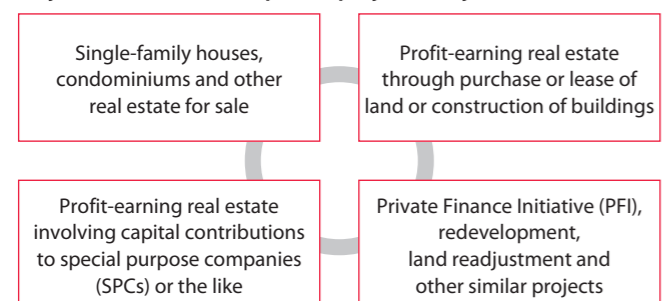 Single-family houses,
condominiums and other
real estate for sale
Profit-earning real estate
through purchase or lease of
land or construction of buildings
Profit-earning real estate
involving capital contributions
to special purpose companies
(SPCs) or the like
Private Finance Initiative (PFI),
redevelopment,
land readjustment and
other similar projects